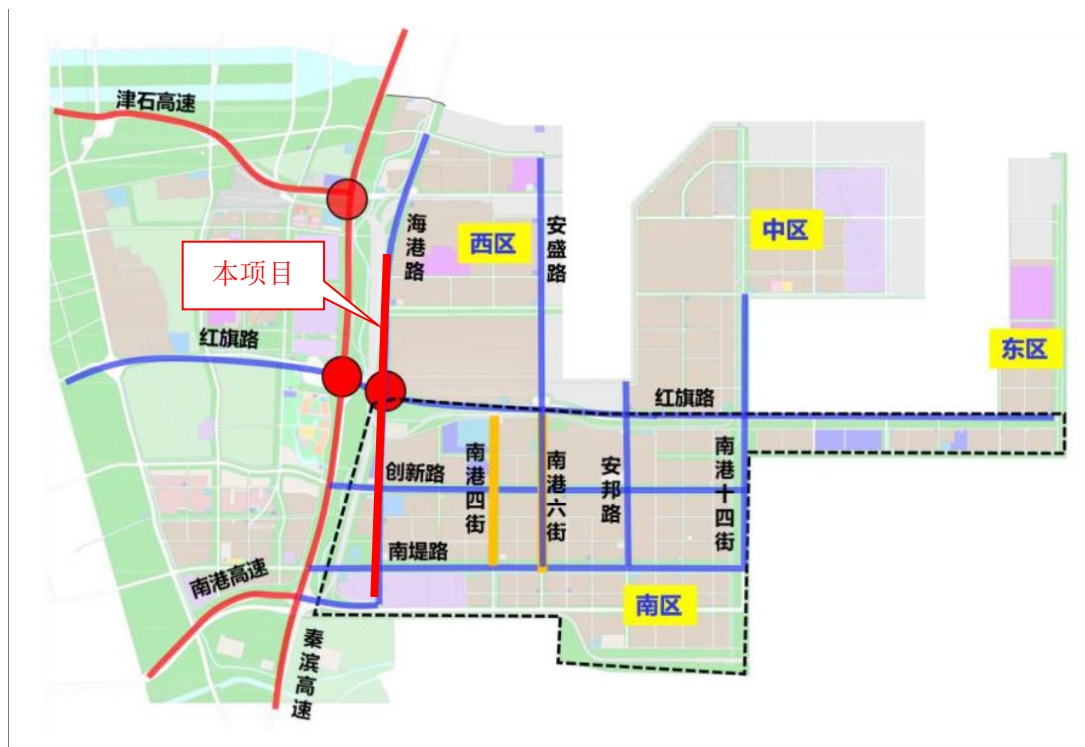 津石高速
海港路
西区
安盛路
中区
本项目
红旗路
东区
红旗路
创新路
南港四街
南港六街
安邦路
南港十四街
南堤路
南港高速
南区
秦滨高速